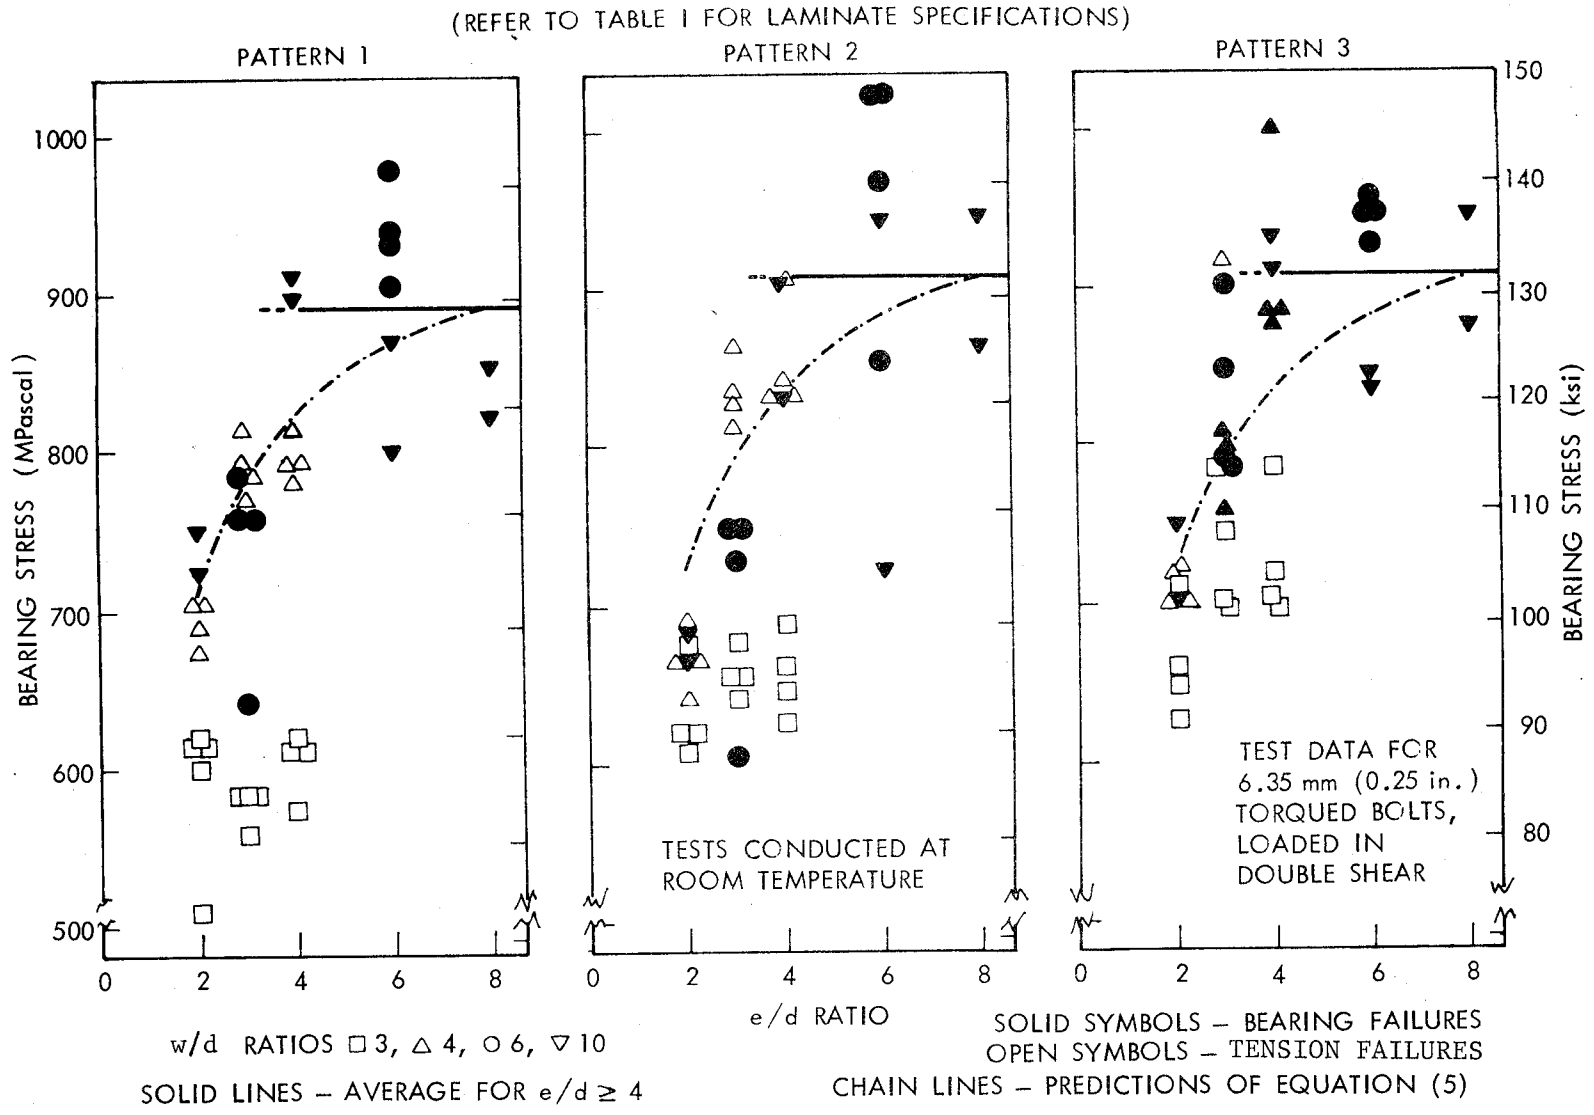 (REFER TO TABLE I FOR LAMINATE SPECIFICATIONS)
PATTERN 1
PATTERN 2
PATTERN 3
BEARING STRESS (MPascal)
1000
900
800
700
600
500
0 2 4 6 8
0 2 4 6 8
0 2 4 6 8
150
140
130
120
110
100
90
80
BEARING STRESS (ksi)
TESTS CONDUCTED AT
ROOM TEMPERATURE
TEST DATA FOR
6.35 mm (0.25 in.)
TORQUED BOLTS,
LOADED IN
DOUBLE SHEAR
e/d RATIO
w/d RATIOS □ 3, △ 4, ○ 6, ▽ 10
SOLID LINES – AVERAGE FOR e/d ≥ 4
SOLID SYMBOLS – BEARING FAILURES
OPEN SYMBOLS – TENSION FAILURES
CHAIN LINES – PREDICTIONS OF EQUATION (5)